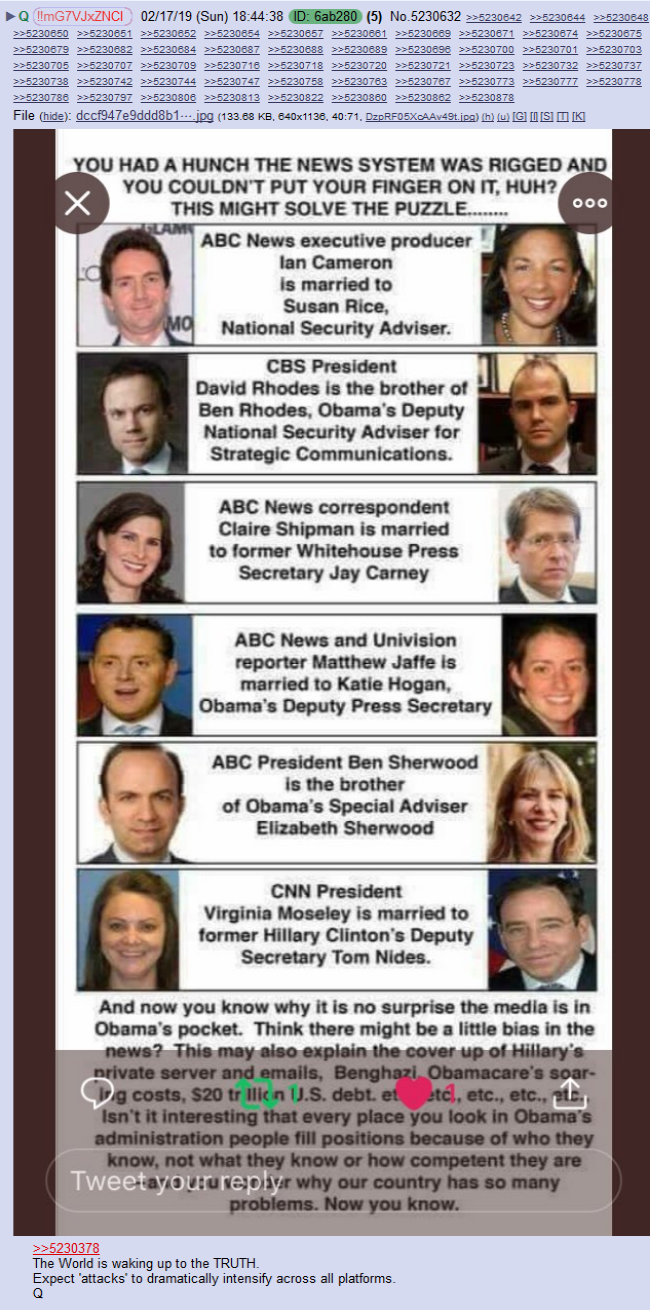 ▶ Q !!mG7VJxZNCI 02/17/19 (Sun) 18:44:38 ID: 6ab280 (5) No.5230632 >>5230642 >>5230644 >>5230648
>>5230650 >>5230651 >>5230652 >>5230654 >>5230657 >>5230661 >>5230669 >>5230671 >>5230674 >>5230675
>>5230679 >>5230682 >>5230684 >>5230687 >>5230688 >>5230689 >>5230696 >>5230700 >>5230701 >>5230703
>>5230705 >>5230707 >>5230709 >>5230716 >>5230718 >>5230720 >>5230721 >>5230723 >>5230732 >>5230737
>>5230738 >>5230742 >>5230744 >>5230747 >>5230758 >>5230763 >>5230767 >>5230773 >>5230777 >>5230778
>>5230786 >>5230797 >>5230806 >>5230813 >>5230822 >>5230860 >>5230862 >>5230878
File (hide): dccf947e9ddd8b1⋯.jpg (133.68 KB, 640x1136, 40:71, DzpRF05XcAAv49t.jpg) (h) (u) [G] [I] [S] [T] [K]
YOU HAD A HUNCH THE NEWS SYSTEM WAS RIGGED AND
YOU COULDN'T PUT YOUR FINGER ON IT, HUH?
THIS MIGHT SOLVE THE PUZZLE........
GLAM
MO
ABC News executive producer
Ian Cameron
is married to
Susan Rice,
National Security Adviser.
CBS President
David Rhodes is the brother of
Ben Rhodes, Obama's Deputy
National Security Adviser for
Strategic Communications.
ABC News correspondent
Claire Shipman is married
to former Whitehouse Press
Secretary Jay Carney
ABC News and Univision
reporter Matthew Jaffe is
married to Katie Hogan,
Obama's Deputy Press Secretary
ABC President Ben Sherwood
is the brother
of Obama's Special Adviser
Elizabeth Sherwood
CNN President
Virginia Moseley is married to
former Hillary Clinton's Deputy
Secretary Tom Nides.
And now you know why it is no surprise the media is in
Obama's pocket. Think there might be a little bias in the
news? This may also explain the cover up of Hillary's
private server and emails, Benghazi, Obamacare's soar-
ing costs, $20 trillion U.S. debt. etc., etc., etc., etc.
1 1
Isn't it interesting that every place you look in Obama's
administration people fill positions because of who they
know, not what they know or how competent they are
Tweet your reply
why our country has so many
problems. Now you know.
>>5230378
The World is waking up to the TRUTH.
Expect 'attacks' to dramatically intensify across all platforms.
Q